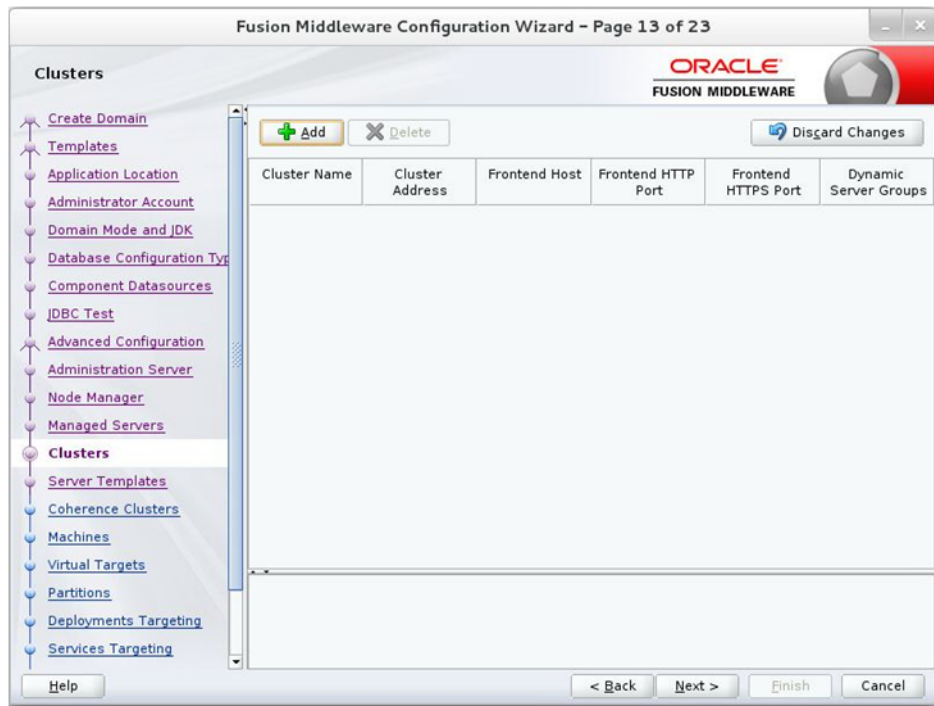 Fusion Middleware Configuration Wizard - Page 13 of 23
Clusters
ORACLE
FUSION MIDDLEWARE
Create Domain
Templates
Application Location
Administrator Account
Domain Mode and JDK
Database Configuration Typ
Component Datasources
JDBC Test
Advanced Configuration
Administration Server
Node Manager
Managed Servers
Clusters
Server Templates
Coherence Clusters
Machines
Virtual Targets
Partitions
Deployments Targeting
Services Targeting
Add
Delete
Discard Changes
Cluster Name
Cluster
Address
Frontend Host
Frontend HTTP
Port
Frontend
HTTPS Port
Dynamic
Server Groups
Help
< Back
Next >
Finish
Cancel